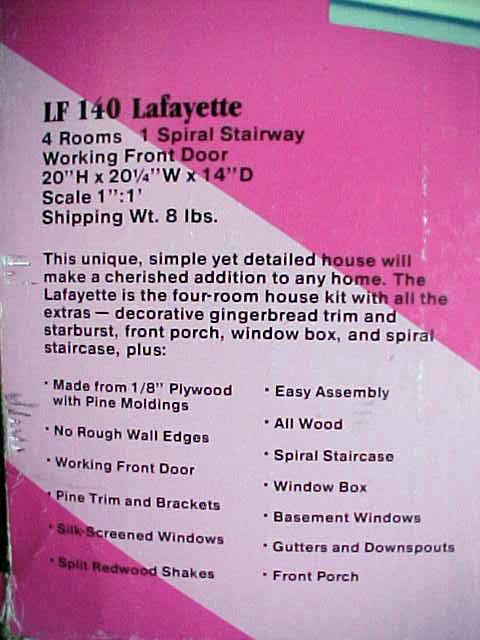 LF 140 Lafayette
4 Rooms 1 Spiral Stairway
Working Front Door
20"H x 20¼"W x 14"D
Scale 1":1'
Shipping Wt. 8 lbs.
This unique, simple yet detailed house will
make a cherished addition to any home. The
Lafayette is the four-room house kit with all the
extras — decorative gingerbread trim and
starburst, front porch, window box, and spiral
staircase, plus:
· Made from 1/8" Plywood
with Pine Moldings
· No Rough Wall Edges
· Working Front Door
· Pine Trim and Brackets
· Silk-Screened Windows
· Split Redwood Shakes
· Easy Assembly
· All Wood
· Spiral Staircase
· Window Box
· Basement Windows
· Gutters and Downspouts
· Front Porch